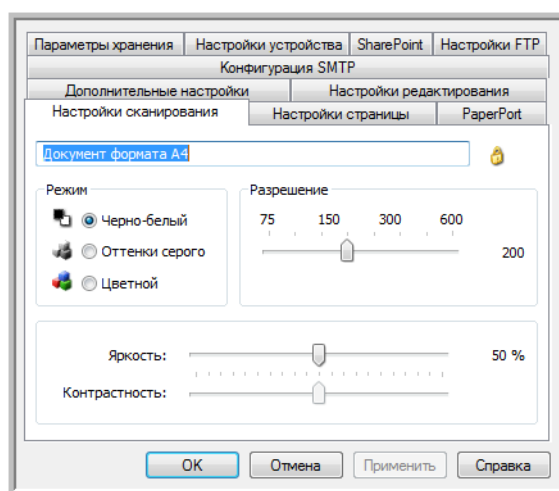 Параметры хранения Настройки устройства SharePoint Настройки FTP
Конфигурация SMTP
Дополнительные настройки Настройки редактирования
Настройки сканирования Настройки страницы PaperPort
Документ формата A4
Режим Разрешение
Черно-белый 75 150 300 600
Оттенки серого 200
Цветной
Яркость: 50 %
Контрастность:
OK Отмена Применить Справка